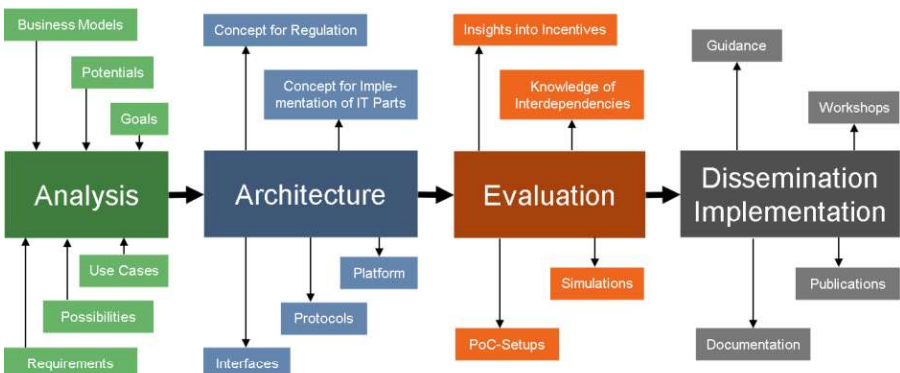 Business Models
Potentials
Goals
Analysis
Use Cases
Possibilities
Requirements
Concept for Regulation
Concept for Imple-
mentation of IT Parts
Architecture
Platform
Protocols
Interfaces
Insights into Incentives
Knowledge of
Interdependencies
Evaluation
Simulations
PoC-Setups
Guidance
Workshops
Dissemination
Implementation
Publications
Documentation